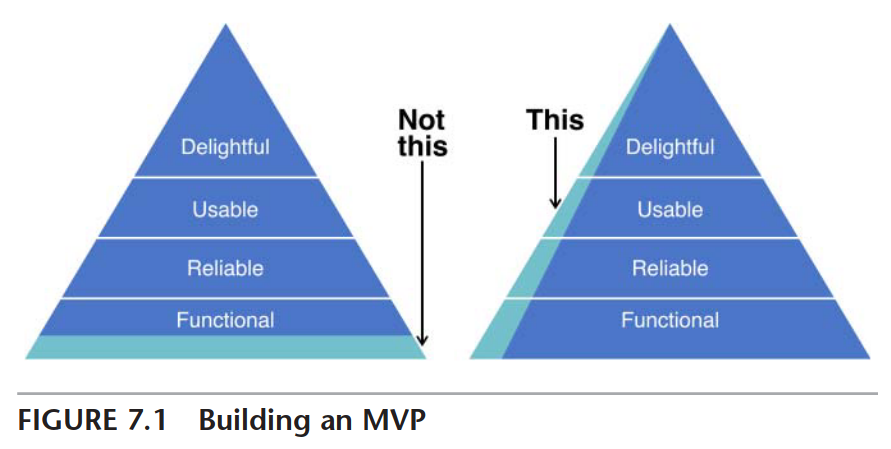 Delightful
Usable
Reliable
Functional
Not
this
This
Delightful
Usable
Reliable
Functional
FIGURE 7.1 Building an MVP